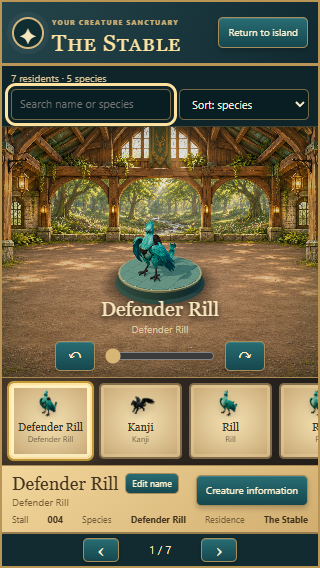 YOUR CREATURE SANCTUARY
THE STABLE
Return to island
7 residents · 5 species
Search name or species
Sort: species
Defender Rill
Defender Rill
Defender Rill
Defender Rill
Kanji
Kanji
Rill
Rill
Defender Rill
Edit name
Defender Rill
Creature information
Stall 004 Species Defender Rill Residence The Stable
‹ 1 / 7 ›